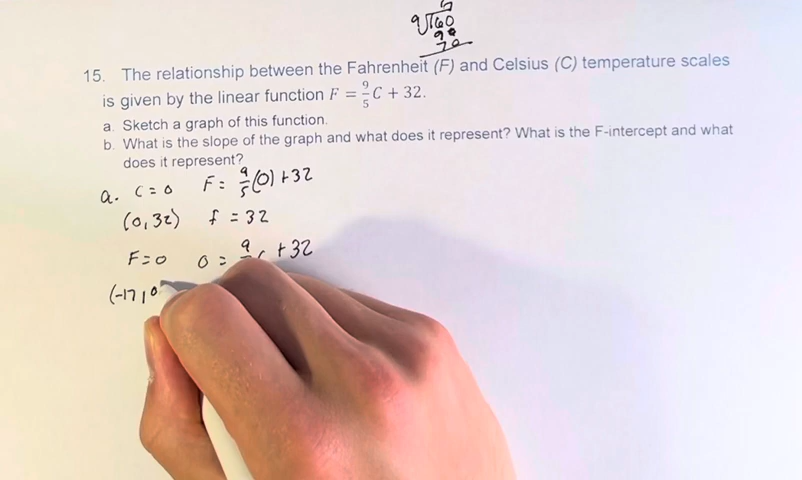 9√160
9
70
15. The relationship between the Fahrenheit (F) and Celsius (C) temperature scales
is given by the linear function F = 9/5 C + 32.
a. Sketch a graph of this function.
b. What is the slope of the graph and what does it represent? What is the F-intercept and what
does it represent?
a. C = 0 F = 9/5 (0) + 32
(0, 32) f = 32
F = 0 0 = 9 C + 32
(-17, 0